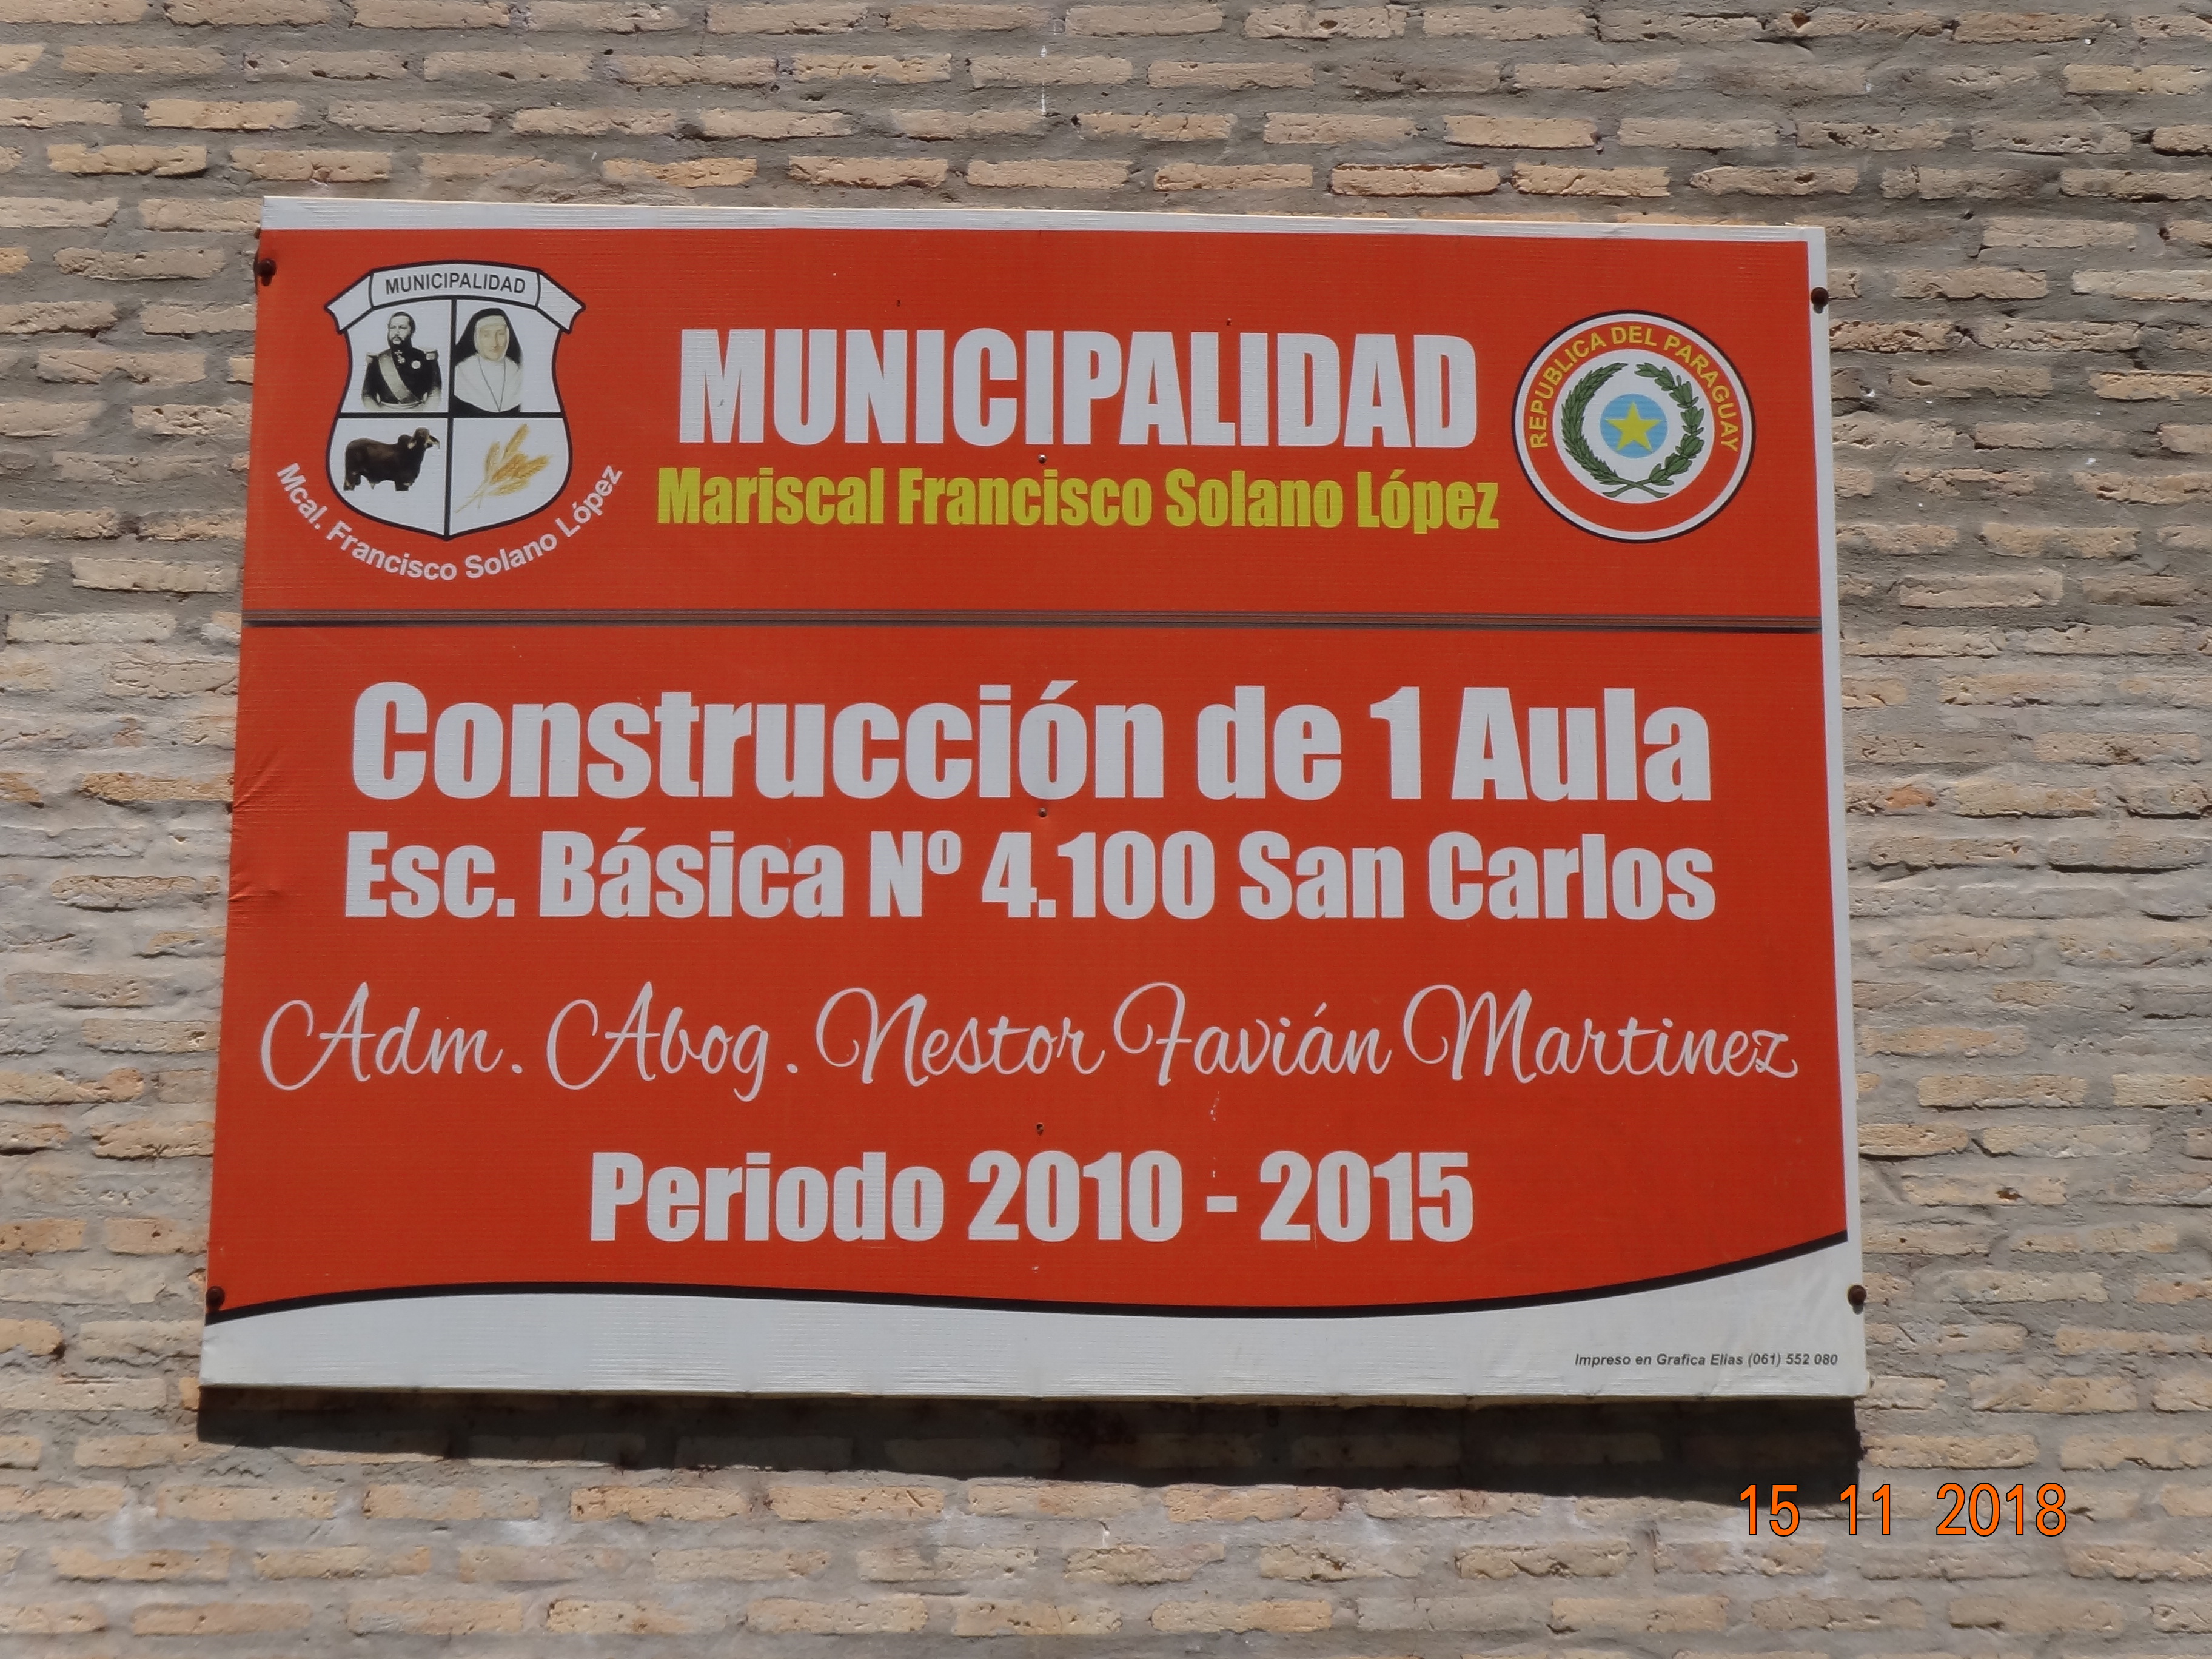 MUNICIPALIDAD
Mcal. Francisco Solano López
MUNICIPALIDAD
Mariscal Francisco Solano López
REPUBLICA DEL PARAGUAY
Construcción de 1 Aula
Esc. Básica Nº 4.100 San Carlos
Adm. Abog. Nestor Favián Martinez
Periodo 2010 - 2015
Impreso en Grafica Elias (061) 552 080
15 11 2018